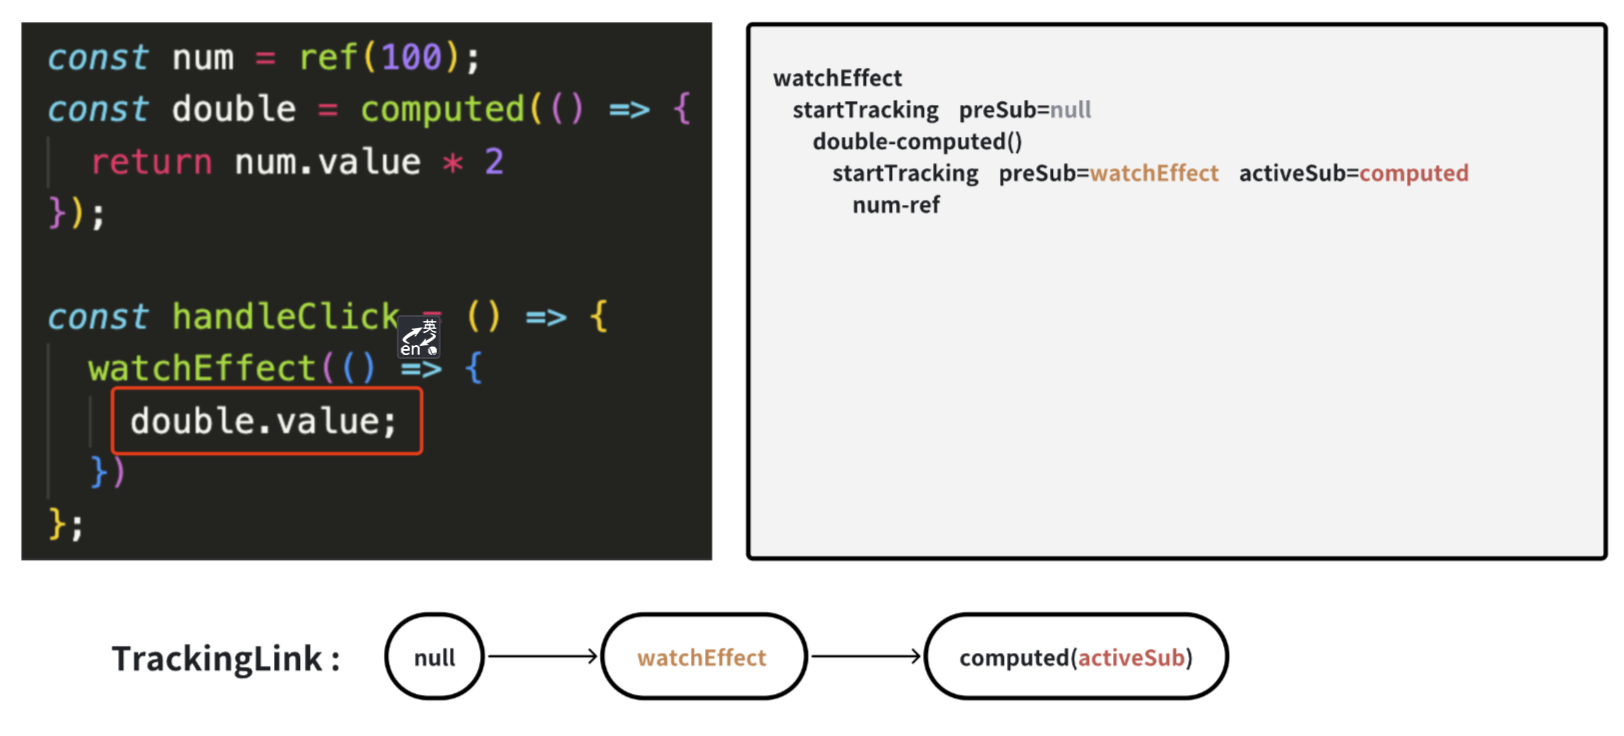 const num = ref(100);
const double = computed(() => {
return num.value * 2
});
const handleClick = () => {
英
en
watchEffect(() => {
double.value;
})
};
watchEffect
startTracking preSub=null
double-computed()
startTracking preSub=watchEffect activeSub=computed
num-ref
TrackingLink :
null
watchEffect
computed(activeSub)